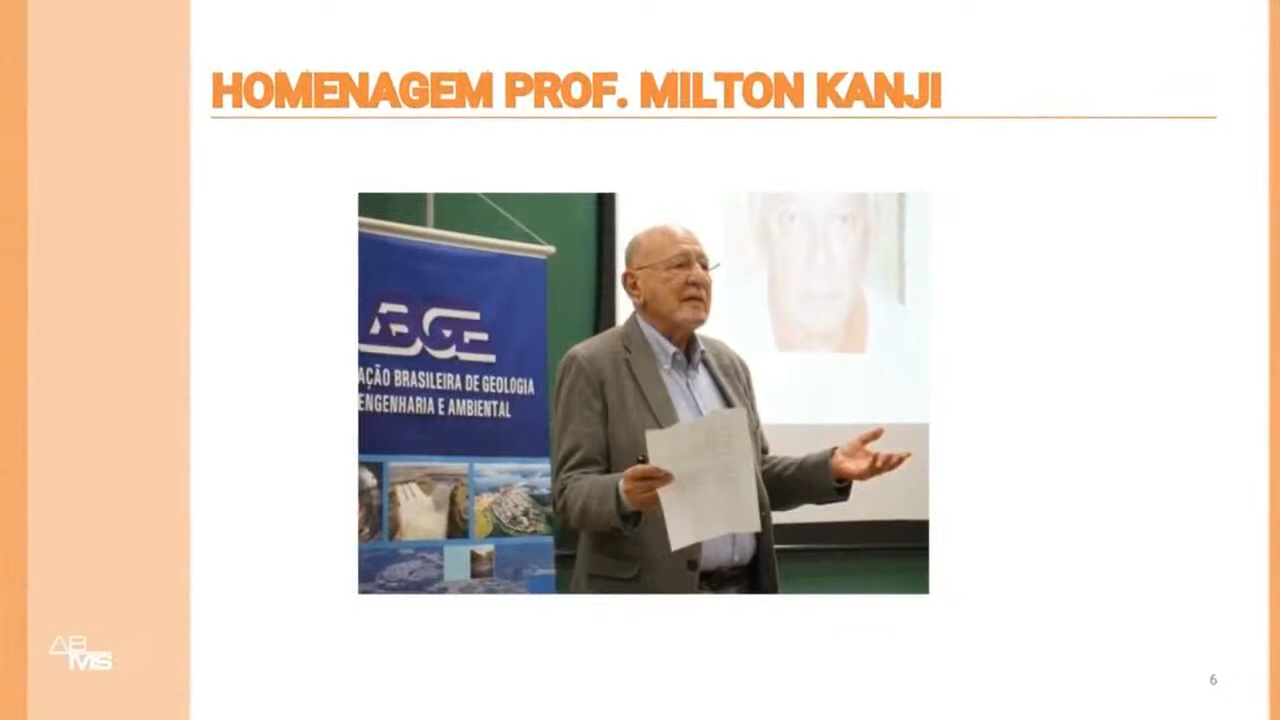 HOMENAGEM PROF. MILTON KANJI
ABGE
AÇÃO BRASILEIRA DE GEOLOGIA
ENGENHARIA E AMBIENTAL
ABMS
6